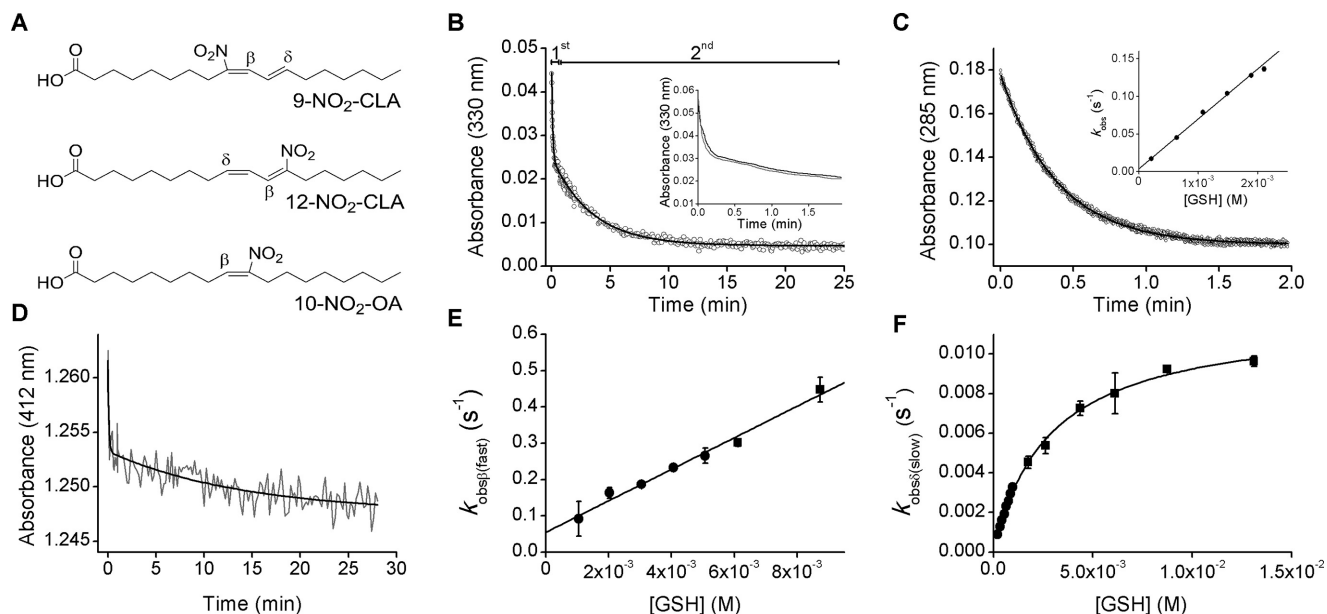 A
O
HO
O₂N
β
δ
9-NO₂-CLA
O
HO
δ
NO₂
β
12-NO₂-CLA
O
HO
β
NO₂
10-NO₂-OA
B
Absorbance (330 nm)
0.05
0.04
0.03
0.02
0.01
0.00
1ˢᵗ
2ⁿᵈ
0 5 10 15 20 25
Time (min)
Absorbance (330 nm)
0.06
0.05
0.04
0.03
0.02
0.01
0.0 0.5 1.0 1.5
Time (min)
C
Absorbance (285 nm)
0.18
0.16
0.14
0.12
0.10
0.0 0.5 1.0 1.5 2.0
Time (min)
kobs (s⁻¹)
0.15
0.10
0.05
0.00
0 1x10⁻³ 2x10⁻³
[GSH] (M)
D
Absorbance (412 nm)
1.260
1.255
1.250
1.245
0 5 10 15 20 25 30
Time (min)
E
kobsβ(fast) (s⁻¹)
0.6
0.5
0.4
0.3
0.2
0.1
0.0
0 2x10⁻³ 4x10⁻³ 6x10⁻³ 8x10⁻³
[GSH] (M)
F
kobsδ(slow) (s⁻¹)
0.010
0.008
0.006
0.004
0.002
0.000
0.0 5.0x10⁻³ 1.0x10⁻² 1.5x10⁻²
[GSH] (M)